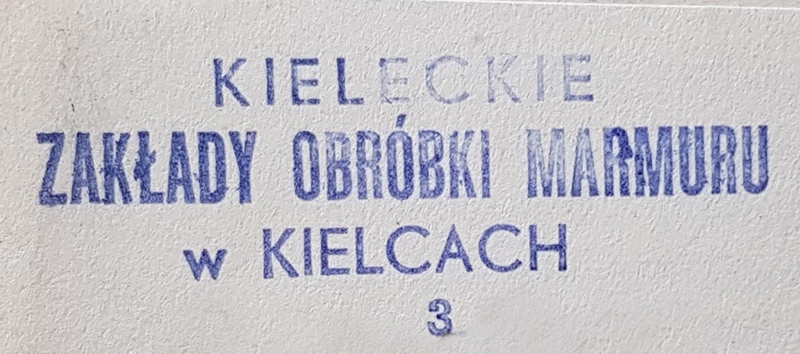 KIELECKIE
ZAKŁADY OBRÓBKI MARMURU
w KIELCACH
3